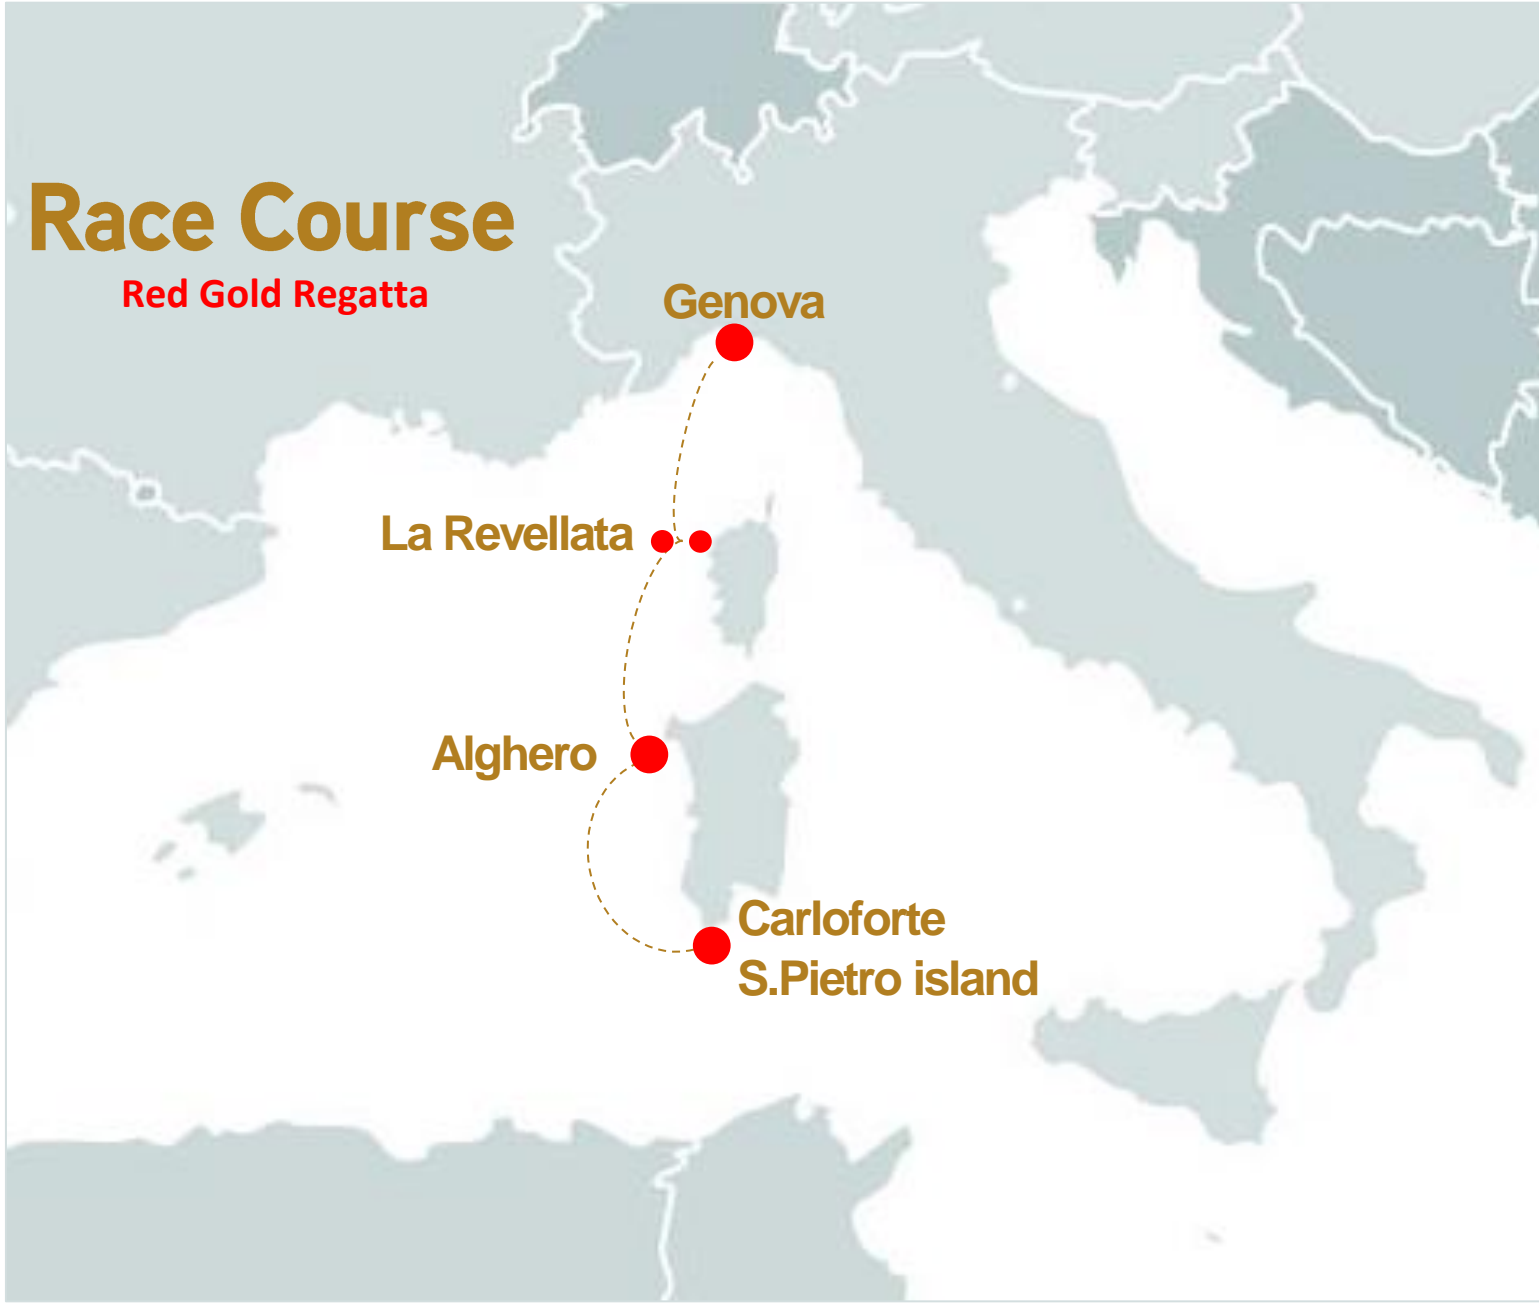 Race Course
Red Gold Regatta
Genova
La Revellata
Alghero
Carloforte
S.Pietro island